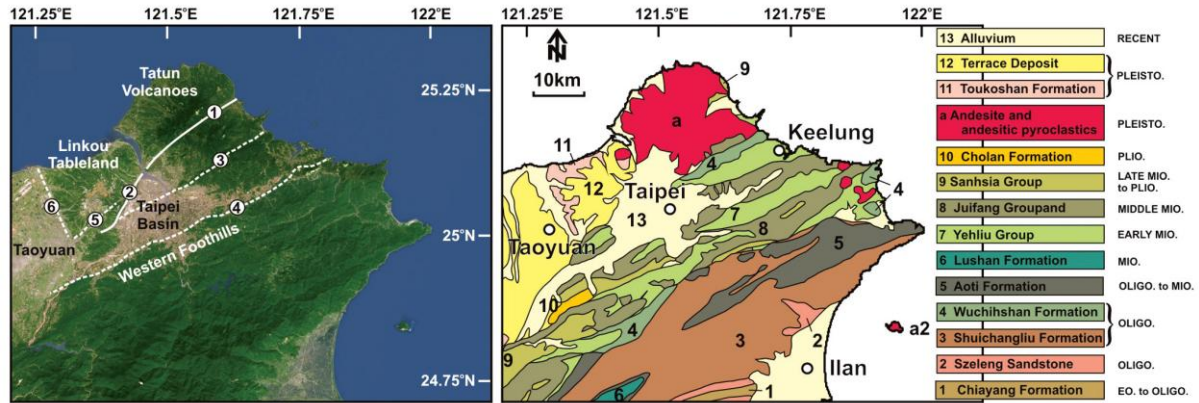 121.25°E
121.5°E
121.75°E
122°E
Tatun
Volcanoes
25.25°N
Linkou
Tableland
Taipei
Basin
25°N
Taoyuan
Western Foothills
24.75°N
1
3
2
6
5
4
121.25°E
121.5°E
121.75°E
122°E
N
10km
9
a
Keelung
11
4
4
12
Taipei
13
7
8
5
Taoyuan
10
a2
4
3
2
9
Ilan
6
1
13 Alluvium RECENT
12 Terrace Deposit
PLEISTO.
11 Toukoshan Formation
a Andesite and
andesitic pyroclastics PLEISTO.
10 Cholan Formation PLIO.
9 Sanhsia Group LATE MIO.
to PLIO.
8 Juifang Groupand MIDDLE MIO.
7 Yehliu Group EARLY MIO.
6 Lushan Formation MIO.
5 Aoti Formation OLIGO. to MIO.
4 Wuchihshan Formation
OLIGO.
3 Shuichangliu Formation
2 Szeleng Sandstone OLIGO.
1 Chiayang Formation EO. to OLIGO.